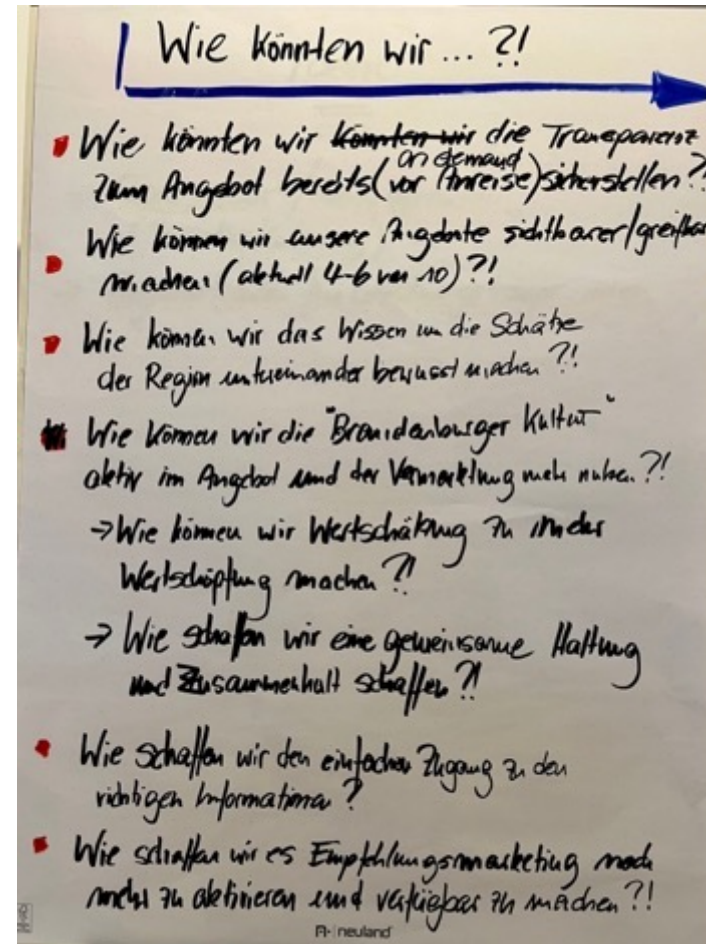 Wie könnten wir ... ?!
Wie könnten wir könnten wir die Transparenz
on demand
zum Angebot bereits (vor Anreise) sicherstellen?!
Wie können wir unsere Angebote sichtbarer/greifbar
machen (aktuell 4-6 von 10)?!
Wie können wir das Wissen um die Schätze
der Region untereinander bewusst machen?!
Wie können wir die "Brandenburger Kultur"
aktiv im Angebot und der Vermarktung mehr nutzen?!
→ Wie können wir Wertschätzung zu
Wertschöpfung machen?!
→ Wie schaffen wir eine gemeinsame Haltung
und Zusammenhalt schaffen?!
Wie schaffen wir den einfachen Zugang zu den
richtigen Informationen?
Wie schaffen wir es Empfehlungsmarketing noch
mehr zu aktivieren und verfügbar zu machen?!
neuland